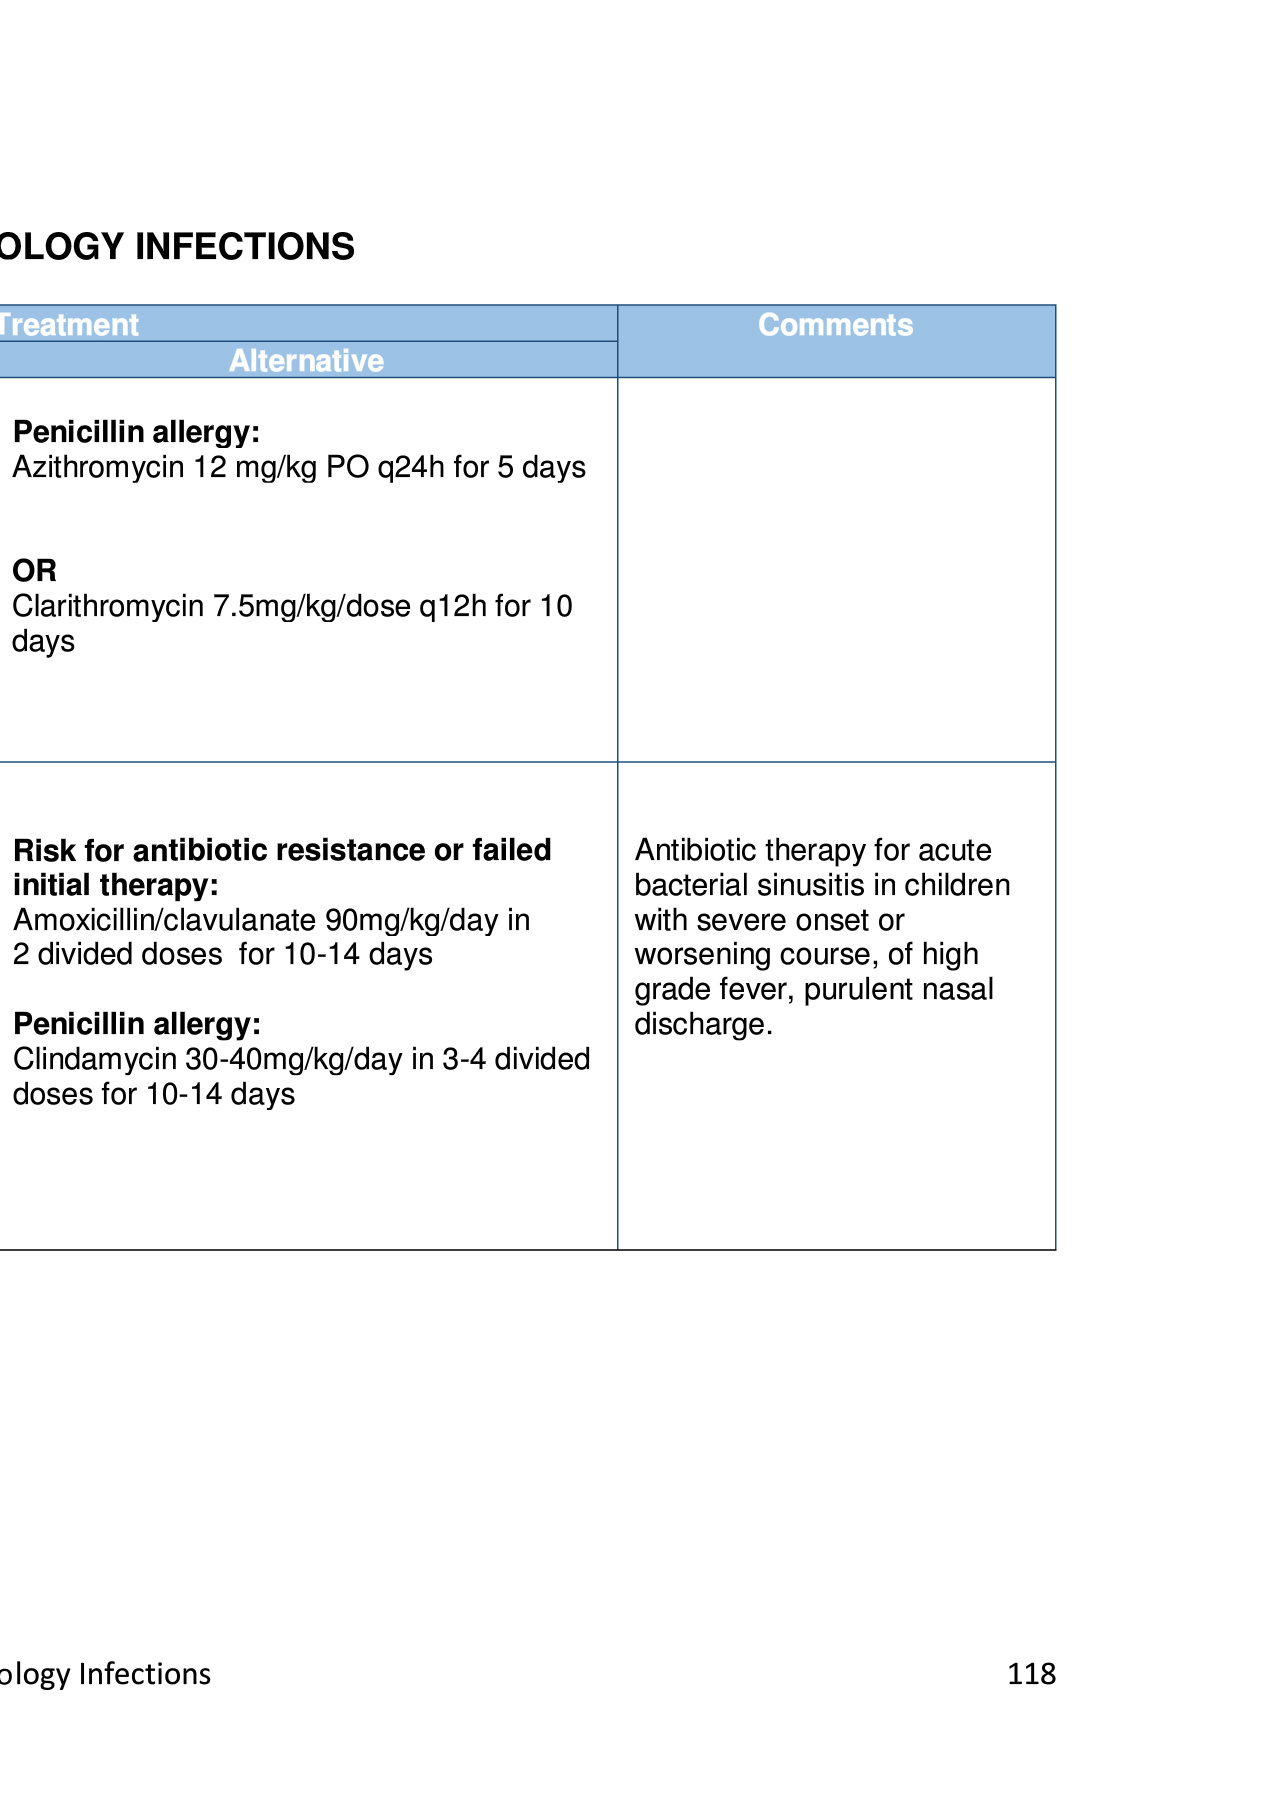 OLOGY INFECTIONS
Treatment
Comments
Alternative
Penicillin allergy:
Azithromycin 12 mg/kg PO q24h for 5 days
OR
Clarithromycin 7.5mg/kg/dose q12h for 10
days
Risk for antibiotic resistance or failed
initial therapy:
Amoxicillin/clavulanate 90mg/kg/day in
2 divided doses  for 10-14 days
Penicillin allergy:
Clindamycin 30-40mg/kg/day in 3-4 divided
doses for 10-14 days
Antibiotic therapy for acute
bacterial sinusitis in children
with severe onset or
worsening course, of high
grade fever, purulent nasal
discharge.
ology Infections
118